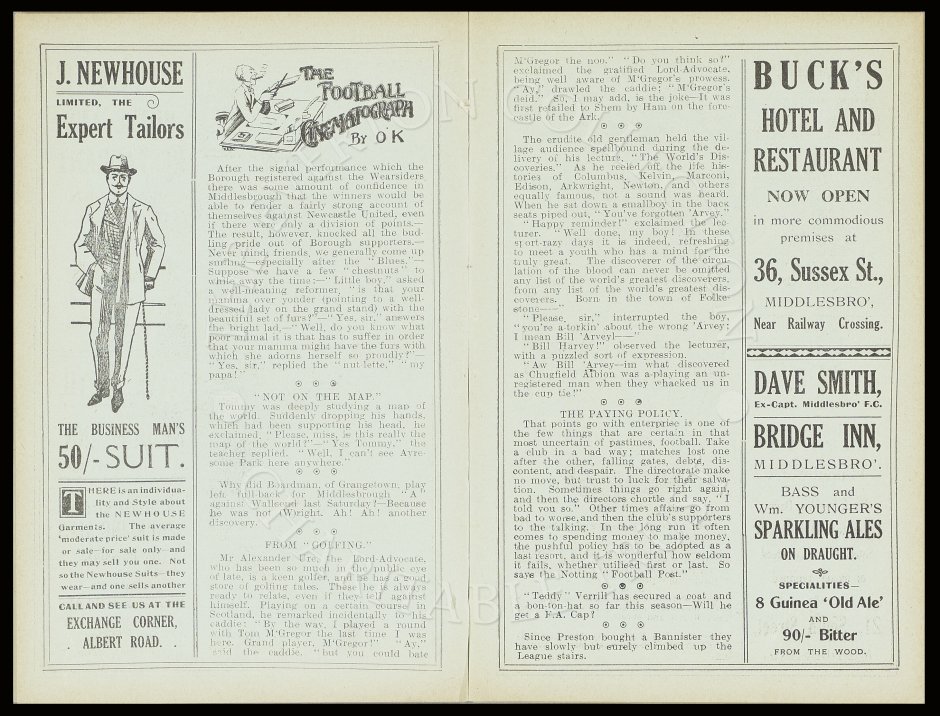 J. NEWHOUSE
LIMITED, THE
Expert Tailors
THE BUSINESS MAN'S
50/- SUIT.
THERE is an individua-
lity and Style about
the NEWHOUSE
Garments. The average
'moderate price' suit is made
or sale—for sale only—and
they may sell you one. Not
so the Newhouse Suits—they
wear—and one sells another
CALL AND SEE US AT THE
EXCHANGE CORNER,
ALBERT ROAD.
THE
FOOTBALL
CINEMATOGRAPH
By O'K
After the signal performance which the
Borough registered against the Wearsiders
there was some amount of confidence in
Middlesbrough that the winners would be
able to render a fairly strong account of
themselves against Newcastle United, even
if there were only a division of points.—
The result, however, knocked all the bud-
ling pride out of Borough supporters.—
Never mind, friends, we generally come up
smiling—especially after the "Blues."—
Suppose we have a few "chestnuts" to
while away the time:—"Little boy," asked
a well-meaning reformer, "is that your
mamma over yonder (pointing to a well-
dressed lady on the grand stand) with the
beautiful set of furs?"—"Yes, sir," answers
the bright lad.—"Well, do you know what
poor animal it is that has to suffer in order
that your mamma might have the furs with
which she adorns herself so proudly?"—
"Yes, sir," replied the "nutlette," "my
papa!"
"NOT ON THE MAP."
Tommy was deeply studying a map of
the world. Suddenly dropping his hands,
which had been supporting his head, he
exclaimed, "Please, miss, is this really the
map of the world?"—"Yes Tommy," the
teacher replied. "Well, I can't see Ayre-
some Park here anywhere."
Why did Boardman, of Grangetown, play
left full-back for Middlesbrough "A"
against Wallsend last Saturday?—Because
he was not (W)right. Ah! Ah! another
discovery.
FROM "GOLFING."
Mr Alexander Ure, the Lord-Advocate,
who has been so much in the public eye
of late, is a keen golfer, and he has a good
store of golfing tales. These he is always
ready to relate, even if they tell against
himself. Playing on a certain course in
Scotland, he remarked incidentally to his
caddie: "By the way, I played a round
with Tom M'Gregor the last time I was
here. Grand player, M'Gregor!" "Ay,"
said the caddie, "but you could bate
M'Gregor the noo." "Do you think so?"
exclaimed the gratified Lord-Advocate,
being well aware of M'Gregor's prowess.
"Ay," drawled the caddie; "M'Gregor's
deid." So, I may add, is the joke—It was
first retailed to Shem by Ham on the fore-
castle of the Ark.
The erudite old gentleman held the vil-
lage audience spellbound during the de-
livery of his lecture, "The World's Dis-
coveries." As he reeled off the life his-
tories of Columbus, Kelvin, Marconi,
Edison, Arkwright, Newton, and others
equally famous, not a sound was heard.
When he sat down a smallboy in the back
seats piped out, "You've forgotten 'Arvey."
"Happy reminder!" exclaimed the lec-
turer. "Well done, my boy! In these
sport-razy days it is indeed, refreshing
to meet a youth who has a mind for the
truly great. The discoverer of the circu-
lation of the blood can never be omitted
any list of the world's greatest discoverers,
from any list of the world's greatest dis-
coverers.. Born in the town of Folke-
stone——"
"Please, sir," interrupted the boy,
"you're a-torkin' about the wrong 'Arvey;
I mean Bill 'Arvey!—"
"Bill Harvey!" observed the lecturer,
with a puzzled sort of expression.
Aw Bill 'Arvey—im what discovered
as Chugfield Albion was a-playing an un-
registered man when they whacked us in
the cup tie!"
THE PAYING POLICY.
That points go with enterprise is one of
the few things that are certain in that
most uncertain of pastimes, football. Take
a club in a bad way; matches lost one
after the other, falling gates, debts, dis-
content, and despair. The directorate make
no move, but trust to luck for their salva-
tion. Sometimes things go right again,
and then the directors chortle and say, "I
told you so." Other times affairs go from
bad to worse, and then the club's supporters
to the talking. In the long run it often
comes to spending money to make money,
the pushful policy has to be adopted as a
last resort, and it is wonderful how seldom
it fails, whether utilised first or last. So
says the Notting "Football Post."
"Teddy" Verrill has secured a coat and
a bon-ton-hat so far this season—Will he
get a F.A. Cap?
Since Preston bought a Bannister they
have slowly but surely climbed up the
League stairs.
BUCK'S
HOTEL AND
RESTAURANT
NOW OPEN
in more commodious
premises at
36, Sussex St.,
MIDDLESBRO',
Near Railway Crossing.
DAVE SMITH,
Ex-Capt. Middlesbro' F.C.
BRIDGE INN,
MIDDLESBRO'.
BASS and
Wm. YOUNGER'S
SPARKLING ALES
ON DRAUGHT.
SPECIALITIES—
8 Guinea 'Old Ale'
AND
90/- Bitter
FROM THE WOOD.